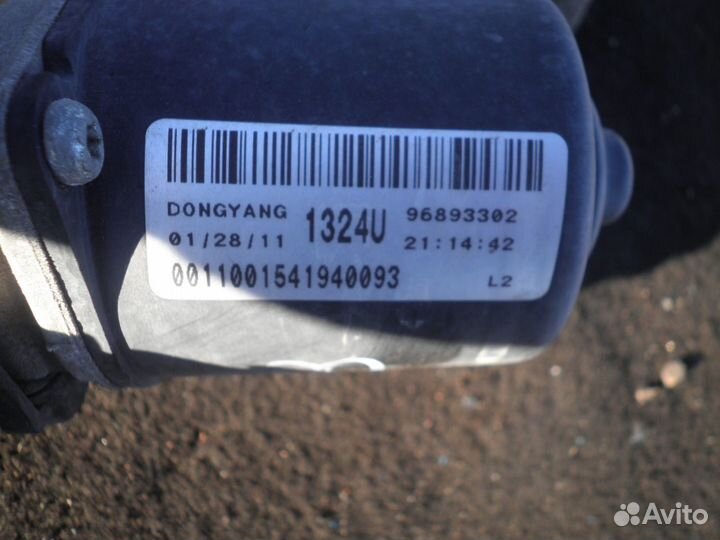 DONGYANG 1324U 96893302
01/28/11 21:14:42
0011001541940093 L2
Avito